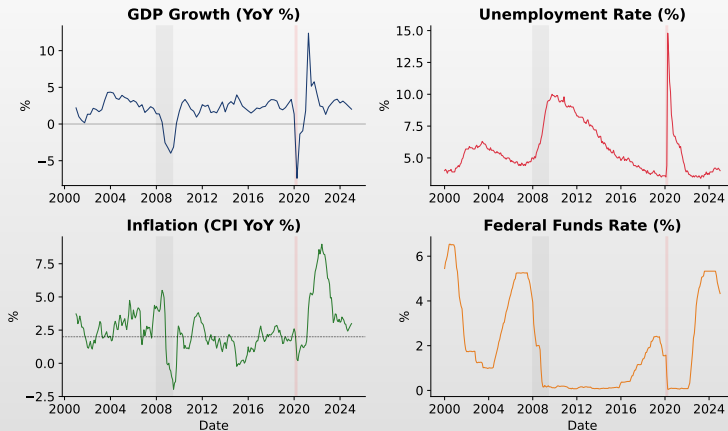 GDP Growth (YoY %)
%
10
5
0
−5
2000 2004 2008 2012 2016 2020 2024
Unemployment Rate (%)
%
15.0
12.5
10.0
7.5
5.0
2000 2004 2008 2012 2016 2020 2024
Inflation (CPI YoY %)
%
7.5
5.0
2.5
0.0
−2.5
2000 2004 2008 2012 2016 2020 2024
Date
Federal Funds Rate (%)
%
6
4
2
0
2000 2004 2008 2012 2016 2020 2024
Date